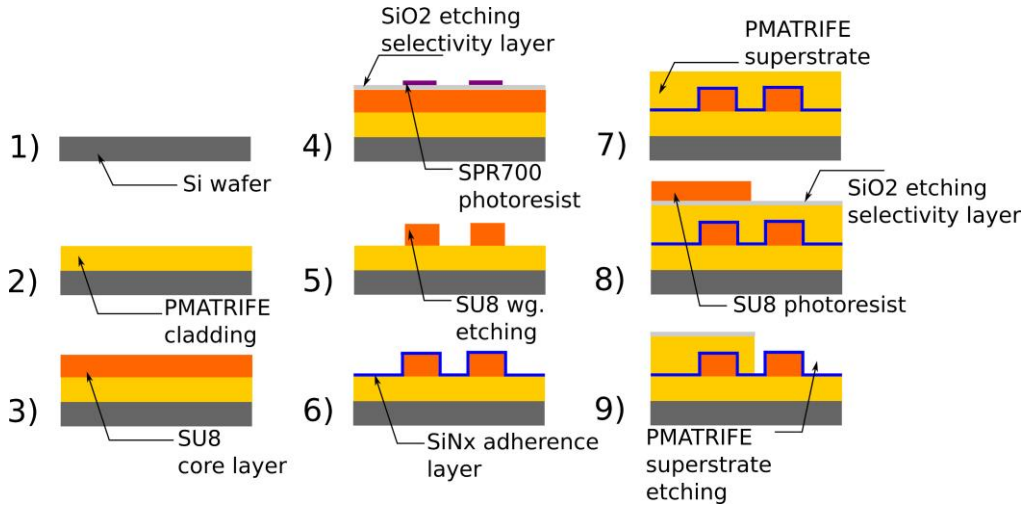 1)
Si wafer
2)
PMATRIFE
cladding
3)
SU8
core layer
SiO2 etching
selectivity layer
4)
SPR700
photoresist
5)
SU8 wg.
etching
6)
SiNx adherence
layer
PMATRIFE
superstrate
7)
SiO2 etching
selectivity layer
8)
SU8 photoresist
9)
PMATRIFE
superstrate
etching